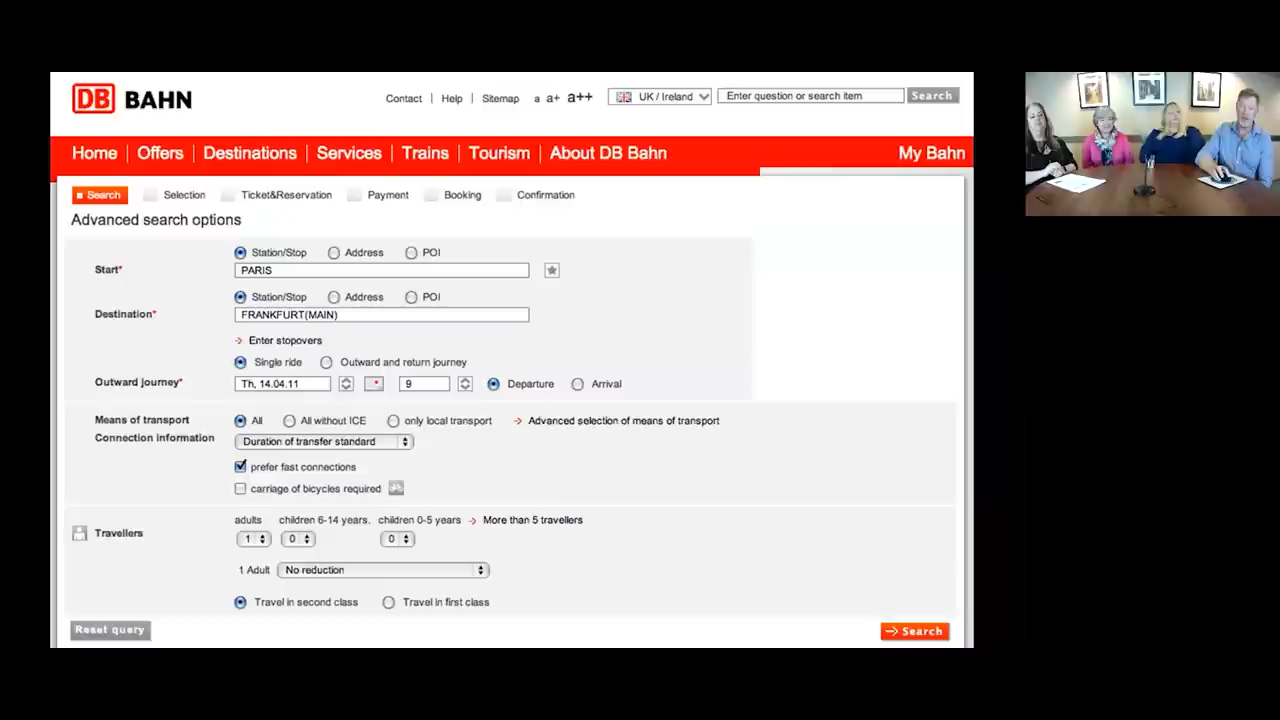 DB BAHN
Contact | Help | Sitemap a a+ a++ UK / Ireland Enter question or search item Search
Home | Offers | Destinations | Services | Trains | Tourism | About DB Bahn My Bahn
Search Selection Ticket&Reservation Payment Booking Confirmation
Advanced search options
Station/Stop Address POI
Start* PARIS
Station/Stop Address POI
Destination* FRANKFURT(MAIN)
Enter stopovers
Single ride Outward and return journey
Outward journey* Th, 14.04.11 9 Departure Arrival
Means of transport All All without ICE only local transport Advanced selection of means of transport
Connection information Duration of transfer standard
prefer fast connections
carriage of bicycles required
adults children 6-14 years. children 0-5 years More than 5 travellers
Travellers 1 0 0
1 Adult No reduction
Travel in second class Travel in first class
Reset query Search